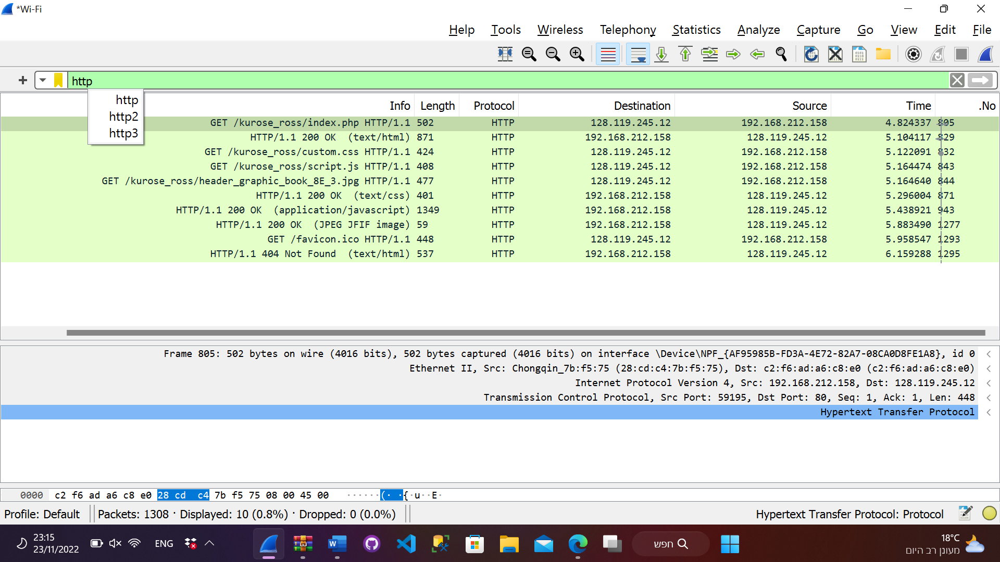 *Wi-Fi
Help Tools Wireless Telephony Statistics Analyze Capture Go View Edit File
http
http
http2
http3
Info Length Protocol Destination Source Time .No
GET /kurose_ross/index.php HTTP/1.1 502 HTTP 128.119.245.12 192.168.212.158 4.824337 805
HTTP/1.1 200 OK (text/html) 871 HTTP 192.168.212.158 128.119.245.12 5.104117 829
GET /kurose_ross/custom.css HTTP/1.1 424 HTTP 128.119.245.12 192.168.212.158 5.122091 832
GET /kurose_ross/script.js HTTP/1.1 408 HTTP 128.119.245.12 192.168.212.158 5.164474 843
GET /kurose_ross/header_graphic_book_8E_3.jpg HTTP/1.1 477 HTTP 128.119.245.12 192.168.212.158 5.164640 844
HTTP/1.1 200 OK (text/css) 401 HTTP 192.168.212.158 128.119.245.12 5.296004 871
HTTP/1.1 200 OK (application/javascript) 1349 HTTP 192.168.212.158 128.119.245.12 5.438921 943
HTTP/1.1 200 OK (JPEG JFIF image) 59 HTTP 192.168.212.158 128.119.245.12 5.883490 1277
GET /favicon.ico HTTP/1.1 448 HTTP 128.119.245.12 192.168.212.158 5.958547 1293
HTTP/1.1 404 Not Found (text/html) 537 HTTP 192.168.212.158 128.119.245.12 6.159288 1295
Frame 805: 502 bytes on wire (4016 bits), 502 bytes captured (4016 bits) on interface \Device\NPF_{AF95985B-FD3A-4E72-82A7-08CA0D8FE1A8}, id 0
Ethernet II, Src: Chongqin_7b:f5:75 (28:cd:c4:7b:f5:75), Dst: c2:f6:ad:a6:c8:e0 (c2:f6:ad:a6:c8:e0)
Internet Protocol Version 4, Src: 192.168.212.158, Dst: 128.119.245.12
Transmission Control Protocol, Src Port: 59195, Dst Port: 80, Seq: 1, Ack: 1, Len: 448
Hypertext Transfer Protocol
0000 c2 f6 ad a6 c8 e0 28 cd c4 7b f5 75 08 00 45 00 ······(· ·{·u··E·
Profile: Default Packets: 1308 · Displayed: 10 (0.8%) · Dropped: 0 (0.0%) Hypertext Transfer Protocol: Protocol
23:15
23/11/2022
ENG
חפש
18°C
מעונן רב היום